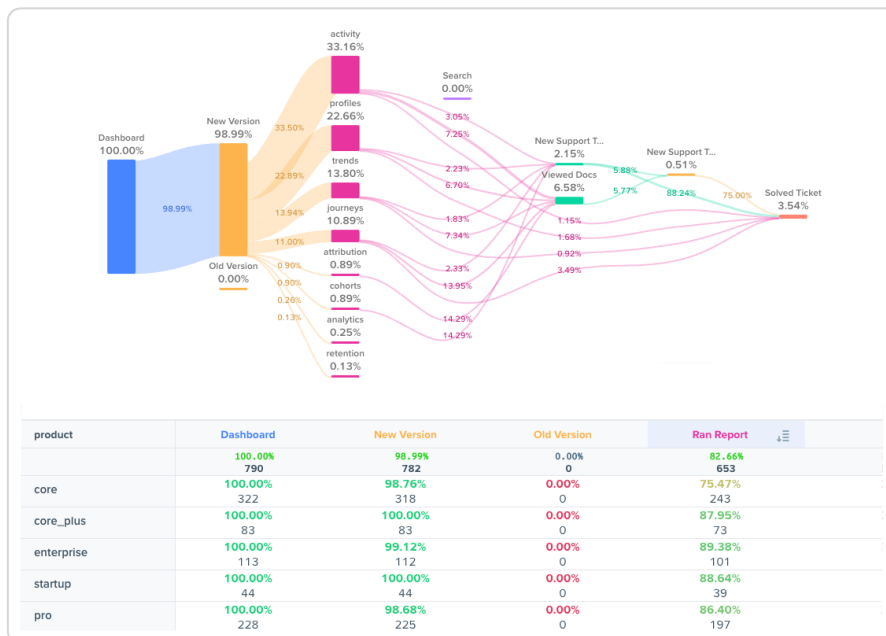 activity
33.16%
Search
0.00%
profiles
22.66%
3.05%
7.25%
New Version
98.99%
33.50%
Dashboard
100.00%
New Support T...
2.15%
New Support T...
0.51%
trends
13.80%
2.23%
6.70%
5.88%
5.77%
Viewed Docs
6.58%
22.89%
88.24%
75.00%
Solved Ticket
3.54%
98.99%
13.94%
journeys
10.89%
1.83%
7.34%
1.15%
1.68%
11.00%
attribution
0.89%
0.92%
3.49%
Old Version
0.00%
0.90%
2.33%
13.95%
cohorts
0.89%
0.90%
0.26%
0.13%
analytics
0.25%
14.29%
14.29%
retention
0.13%
product Dashboard New Version Old Version Ran Report
100.00% 98.99% 0.00% 82.66%
790 782 0 653
core 100.00% 98.76% 0.00% 75.47%
322 318 0 243
core_plus 100.00% 100.00% 0.00% 87.95%
83 83 0 73
enterprise 100.00% 99.12% 0.00% 89.38%
113 112 0 101
startup 100.00% 100.00% 0.00% 88.64%
44 44 0 39
pro 100.00% 98.68% 0.00% 86.40%
228 225 0 197